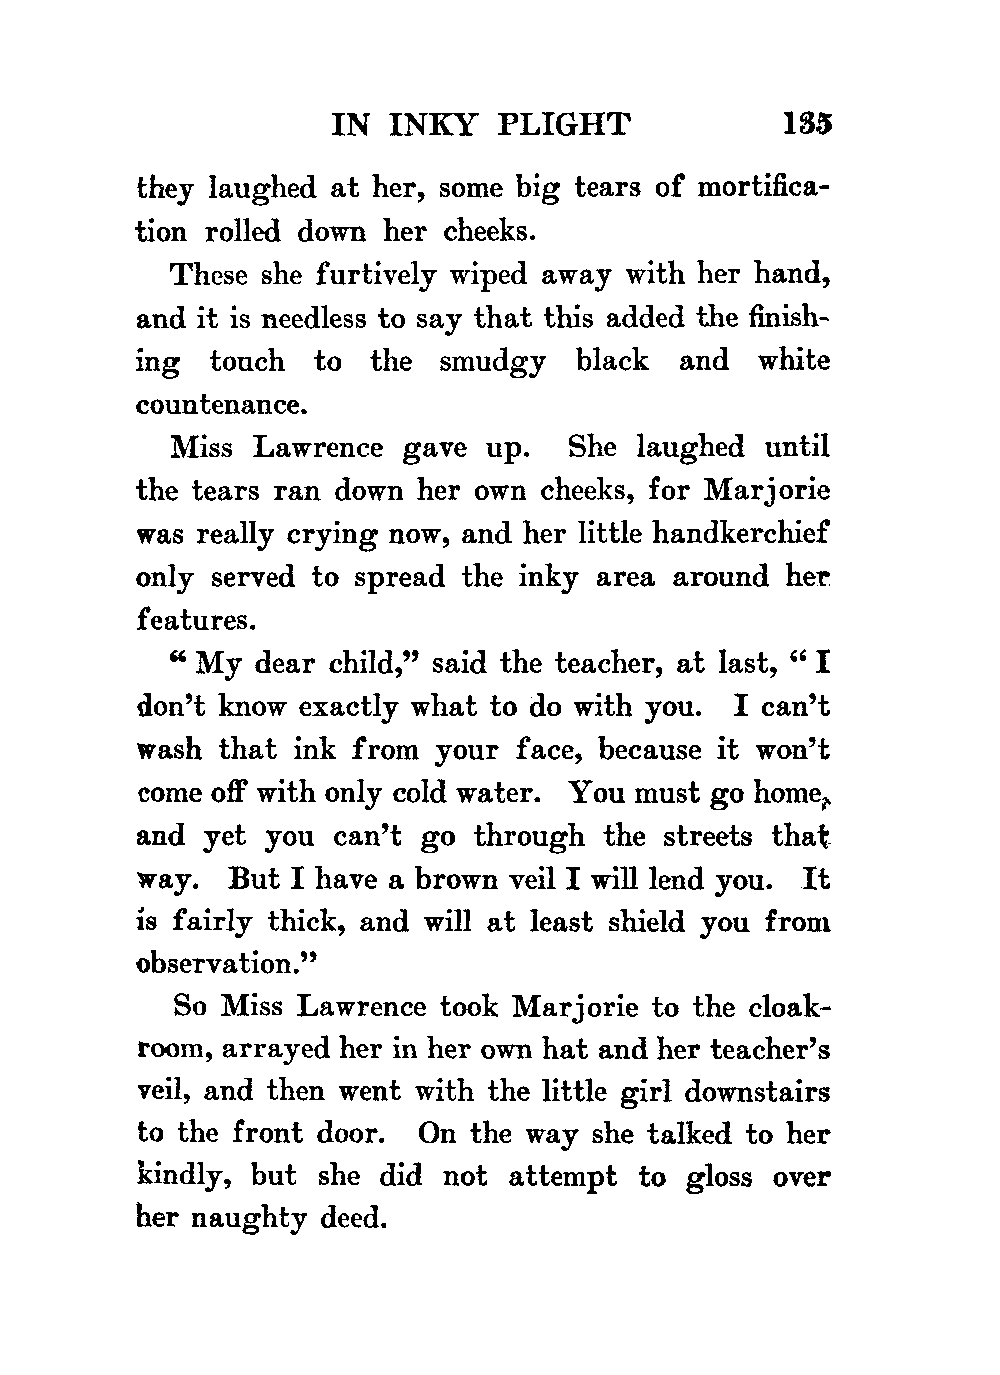 IN INKY PLIGHT 135
they laughed at her, some big tears of mortifica-
tion rolled down her cheeks.
These she furtively wiped away with her hand,
and it is needless to say that this added the finish-
ing touch to the smudgy black and white
countenance.
Miss Lawrence gave up. She laughed until
the tears ran down her own cheeks, for Marjorie
was really crying now, and her little handkerchief
only served to spread the inky area around her
features.
“ My dear child,” said the teacher, at last, “ I
don’t know exactly what to do with you. I can’t
wash that ink from your face, because it won’t
come off with only cold water. You must go home,
and yet you can’t go through the streets that
way. But I have a brown veil I will lend you. It
is fairly thick, and will at least shield you from
observation.”
So Miss Lawrence took Marjorie to the cloak-
room, arrayed her in her own hat and her teacher’s
veil, and then went with the little girl downstairs
to the front door. On the way she talked to her
kindly, but she did not attempt to gloss over
her naughty deed.